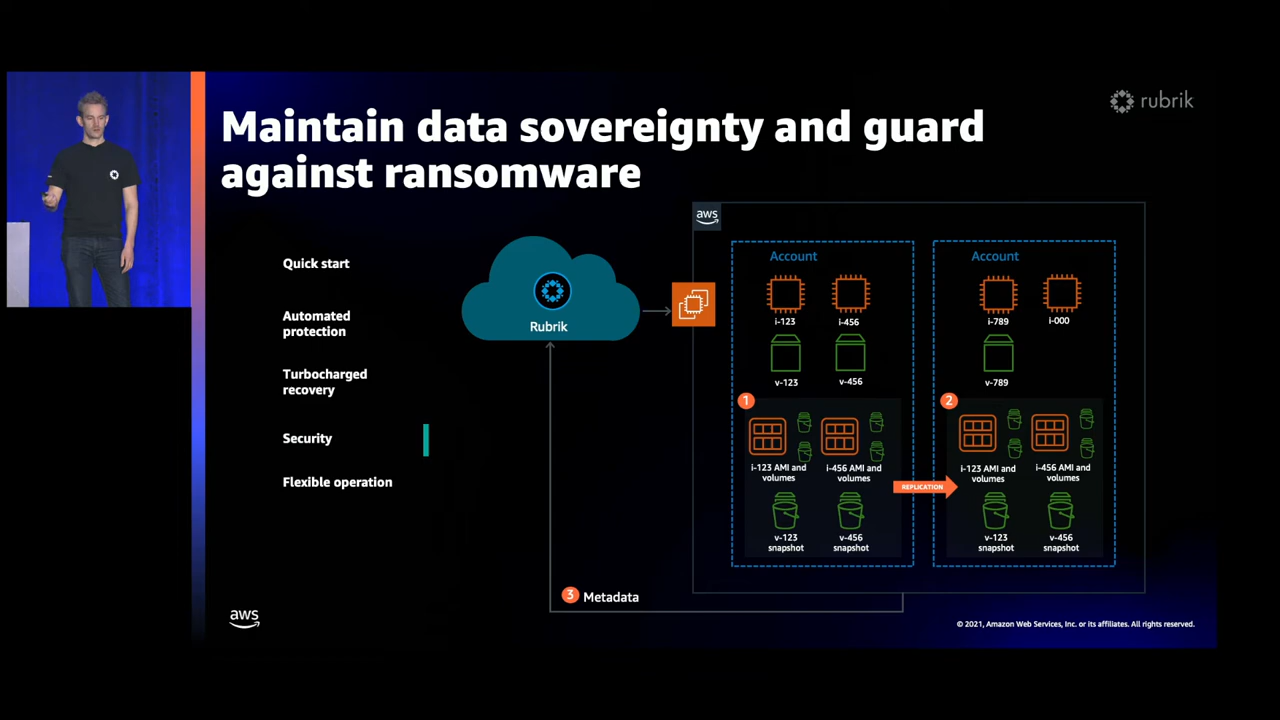 rubrik
Maintain data sovereignty and guard
against ransomware
Quick start
Automated
protection
Turbocharged
recovery
Security
Flexible operation
Rubrik
aws
Account
i-123
i-456
v-123
v-456
1
i-123 AMI and
volumes
i-456 AMI and
volumes
v-123
snapshot
v-456
snapshot
REPLICATION
Account
i-789
i-000
v-789
2
i-123 AMI and
volumes
i-456 AMI and
volumes
v-123
snapshot
v-456
snapshot
3 Metadata
aws
© 2021, Amazon Web Services, Inc. or its affiliates. All rights reserved.